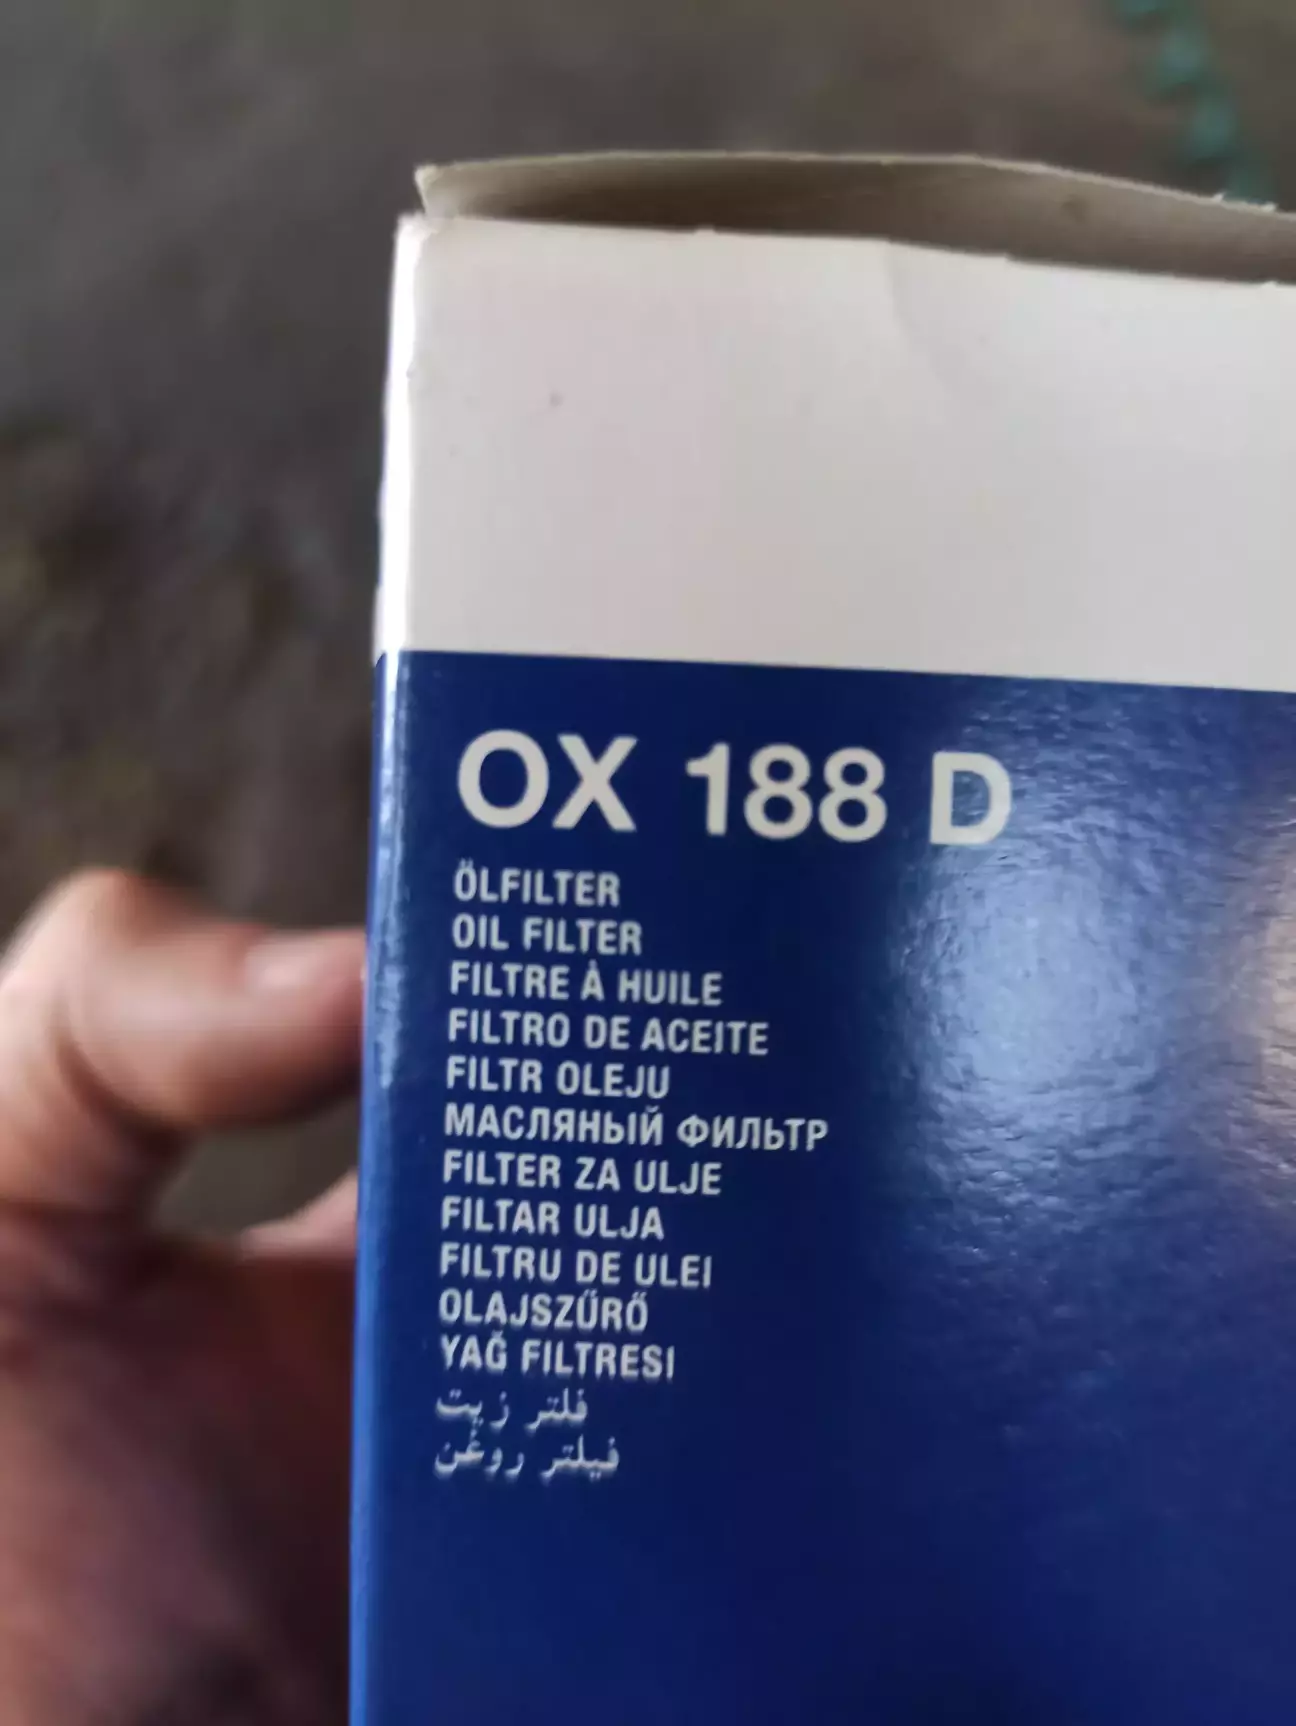 OX 188 D
ÖLFILTER
OIL FILTER
FILTRE À HUILE
FILTRO DE ACEITE
FILTR OLEJU
МАСЛЯНЫЙ ФИЛЬТР
FILTER ZA ULJE
FILTAR ULJA
FILTRU DE ULEI
OLAJSZŰRŐ
YAĞ FILTRESI
فلتر زيت
فیلتر روغن